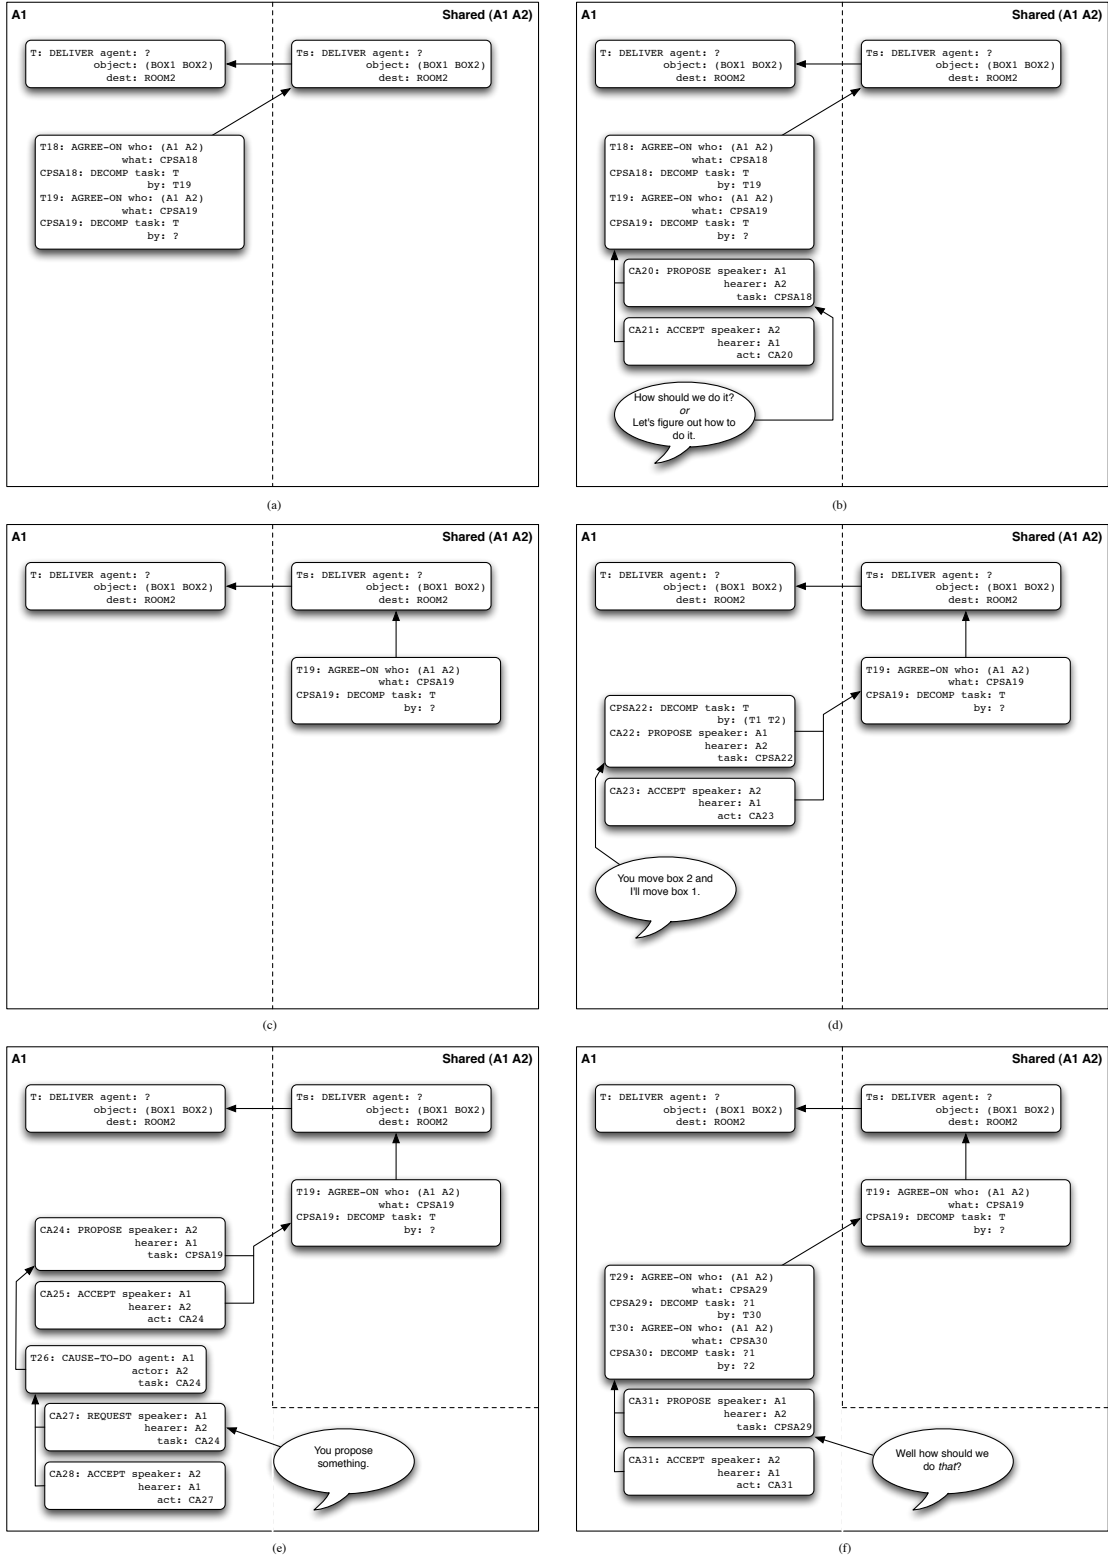 A1
Shared (A1 A2)
T: DELIVER agent: ?
object: (BOX1 BOX2)
dest: ROOM2
Ts: DELIVER agent: ?
object: (BOX1 BOX2)
dest: ROOM2
T18: AGREE-ON who: (A1 A2)
what: CPSA18
CPSA18: DECOMP task: T
by: T19
T19: AGREE-ON who: (A1 A2)
what: CPSA19
CPSA19: DECOMP task: T
by: ?
(a)
A1
Shared (A1 A2)
T: DELIVER agent: ?
object: (BOX1 BOX2)
dest: ROOM2
Ts: DELIVER agent: ?
object: (BOX1 BOX2)
dest: ROOM2
T18: AGREE-ON who: (A1 A2)
what: CPSA18
CPSA18: DECOMP task: T
by: T19
T19: AGREE-ON who: (A1 A2)
what: CPSA19
CPSA19: DECOMP task: T
by: ?
CA20: PROPOSE speaker: A1
hearer: A2
task: CPSA18
CA21: ACCEPT speaker: A2
hearer: A1
act: CA20
How should we do it?
or
Let's figure out how to
do it.
(b)
A1
Shared (A1 A2)
T: DELIVER agent: ?
object: (BOX1 BOX2)
dest: ROOM2
Ts: DELIVER agent: ?
object: (BOX1 BOX2)
dest: ROOM2
T19: AGREE-ON who: (A1 A2)
what: CPSA19
CPSA19: DECOMP task: T
by: ?
(c)
A1
Shared (A1 A2)
T: DELIVER agent: ?
object: (BOX1 BOX2)
dest: ROOM2
Ts: DELIVER agent: ?
object: (BOX1 BOX2)
dest: ROOM2
T19: AGREE-ON who: (A1 A2)
what: CPSA19
CPSA19: DECOMP task: T
by: ?
CPSA22: DECOMP task: T
by: (T1 T2)
CA22: PROPOSE speaker: A1
hearer: A2
task: CPSA22
CA23: ACCEPT speaker: A2
hearer: A1
act: CA23
You move box 2 and
I'll move box 1.
(d)
A1
Shared (A1 A2)
T: DELIVER agent: ?
object: (BOX1 BOX2)
dest: ROOM2
Ts: DELIVER agent: ?
object: (BOX1 BOX2)
dest: ROOM2
T19: AGREE-ON who: (A1 A2)
what: CPSA19
CPSA19: DECOMP task: T
by: ?
CA24: PROPOSE speaker: A2
hearer: A1
task: CPSA19
CA25: ACCEPT speaker: A1
hearer: A2
act: CA24
T26: CAUSE-TO-DO agent: A1
actor: A2
task: CA24
CA27: REQUEST speaker: A1
hearer: A2
task: CA24
CA28: ACCEPT speaker: A2
hearer: A1
act: CA27
You propose
something.
(e)
A1
Shared (A1 A2)
T: DELIVER agent: ?
object: (BOX1 BOX2)
dest: ROOM2
Ts: DELIVER agent: ?
object: (BOX1 BOX2)
dest: ROOM2
T19: AGREE-ON who: (A1 A2)
what: CPSA19
CPSA19: DECOMP task: T
by: ?
T29: AGREE-ON who: (A1 A2)
what: CPSA29
CPSA29: DECOMP task: ?1
by: T30
T30: AGREE-ON who: (A1 A2)
what: CPSA30
CPSA30: DECOMP task: ?1
by: ?2
CA31: PROPOSE speaker: A1
hearer: A2
task: CPSA29
CA31: ACCEPT speaker: A2
hearer: A1
act: CA31
Well how should we
do that?
(f)